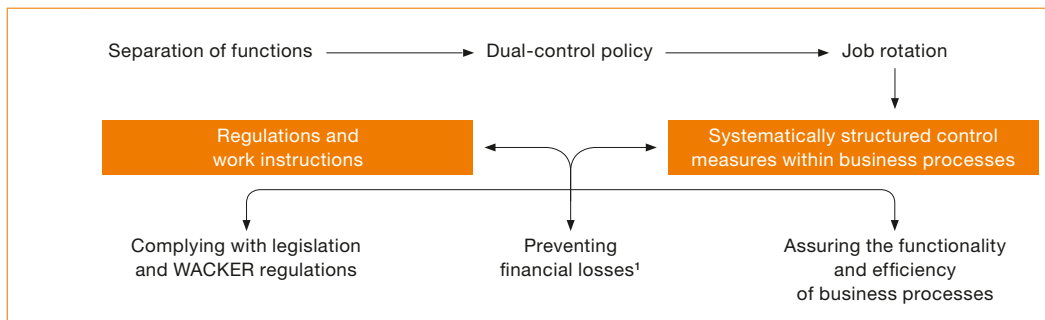 Separation of functions
Dual-control policy
Job rotation
Regulations and
work instructions
Systematically structured control
measures within business processes
Complying with legislation
and WACKER regulations
Preventing
financial losses¹
Assuring the functionality
and efficiency
of business processes